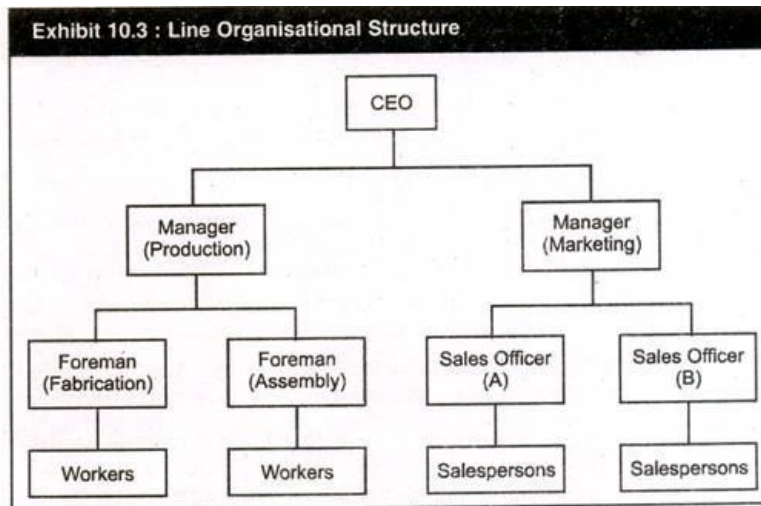 Exhibit 10.3 : Line Organisational Structure
CEO
Manager
(Production)
Manager
(Marketing)
Foreman
(Fabrication)
Foreman
(Assembly)
Sales Officer
(A)
Sales Officer
(B)
Workers
Workers
Salespersons
Salespersons